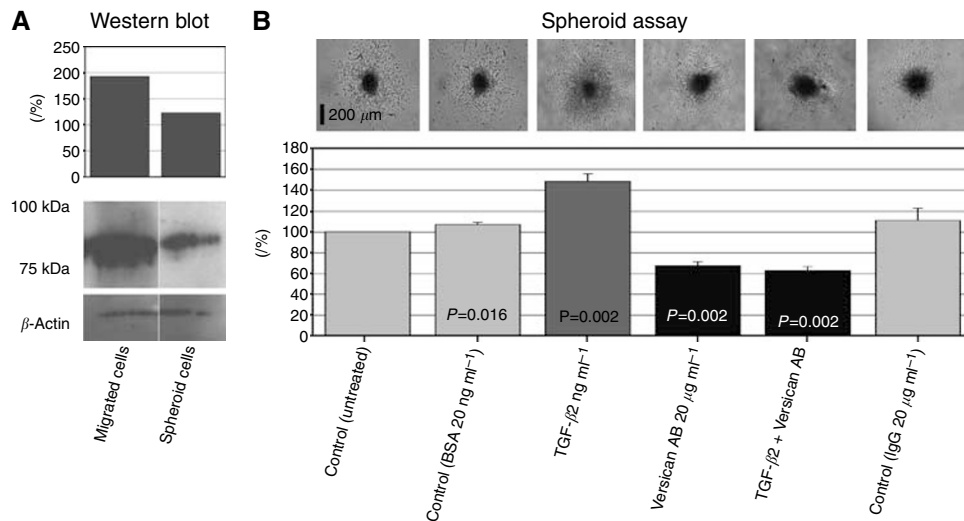 A
Western blot
250
200
150
100
50
0
(/%)
100 kDa
75 kDa
β-Actin
Migrated cells
Spheroid cells
B
Spheroid assay
200 μm
180
160
140
120
100
80
60
40
20
0
(/%)
P=0.016
P=0.002
P=0.002
P=0.002
Control (untreated)
Control (BSA 20 ng ml−1)
TGF-β2 ng ml−1
Versican AB 20 μg ml−1
TGF-β2 + Versican AB
Control (IgG 20 μg ml−1)